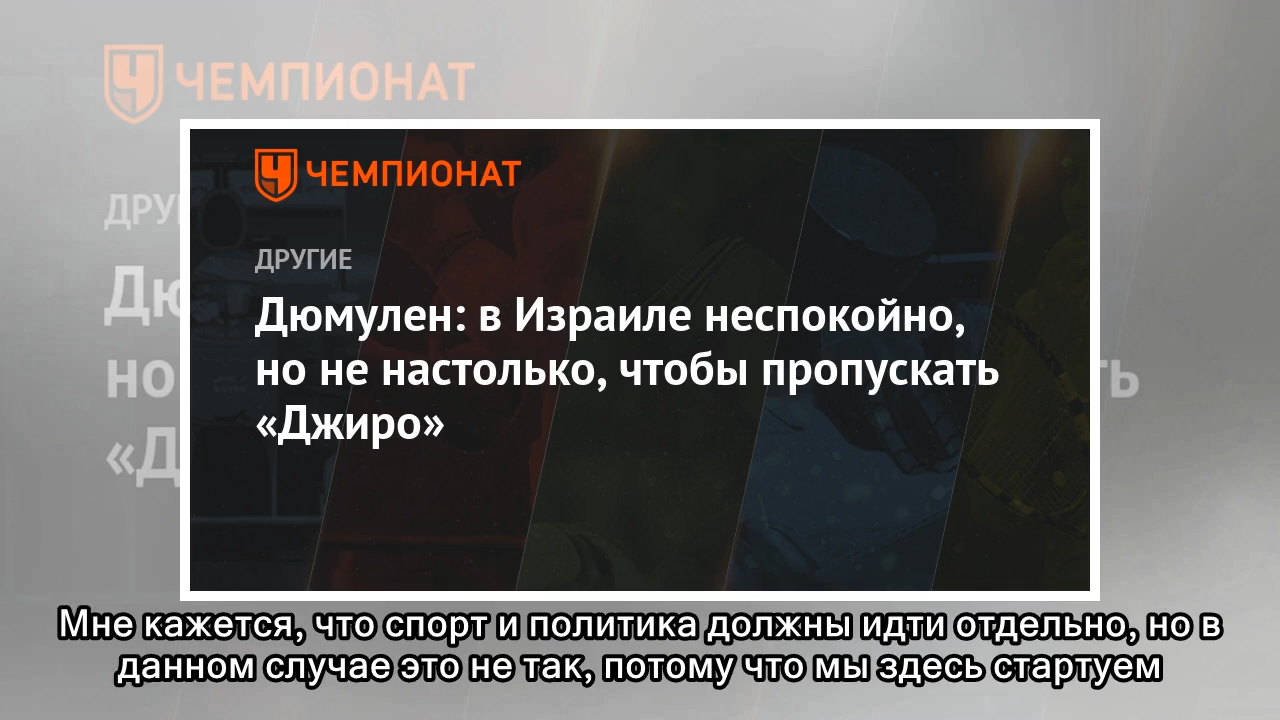 ЧЕМПИОНАТ
ЧЕМПИОНАТ
ДРУГИЕ
Дюмулен: в Израиле неспокойно,
но не настолько, чтобы пропускать
«Джиро»
Мне кажется, что спорт и политика должны идти отдельно, но в
данном случае это не так, потому что мы здесь стартуем